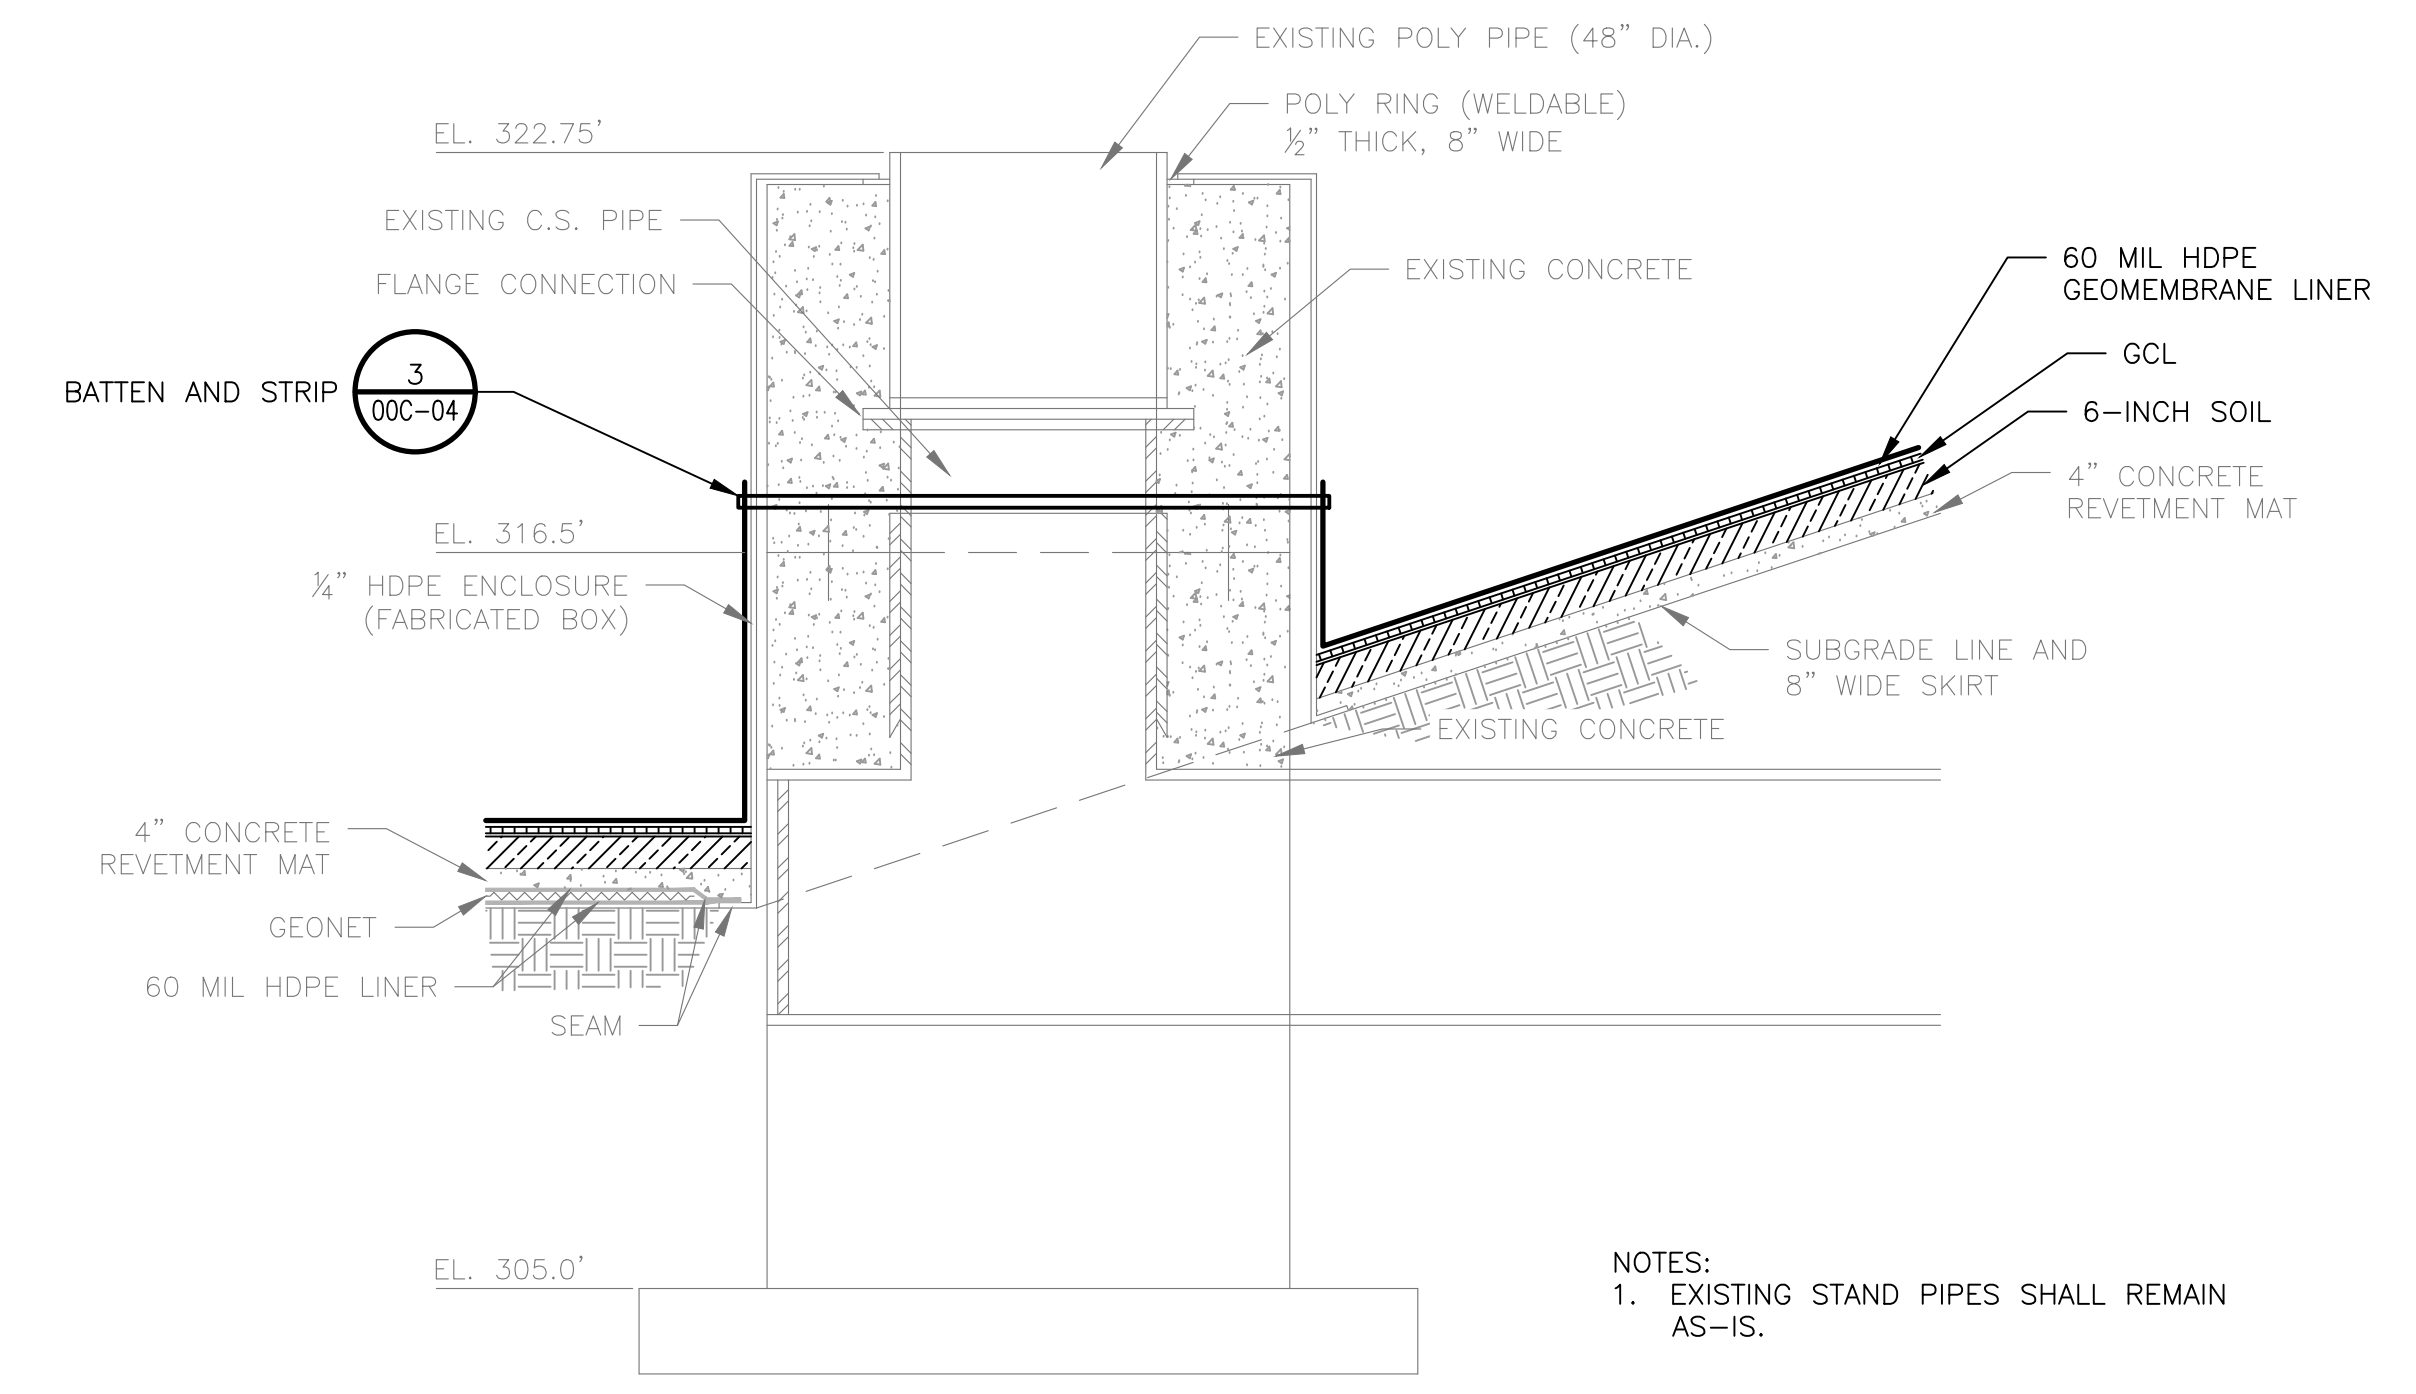 EXISTING POLY PIPE (48" DIA.)
POLY RING (WELDABLE)
½" THICK, 8" WIDE
EL. 322.75'
EXISTING C.S. PIPE
FLANGE CONNECTION
EXISTING CONCRETE
60 MIL HDPE
GEOMEMBRANE LINER
GCL
6-INCH SOIL
4" CONCRETE
REVETMENT MAT
BATTEN AND STRIP
3
00C-04
EL. 316.5'
¼" HDPE ENCLOSURE
(FABRICATED BOX)
SUBGRADE LINE AND
8" WIDE SKIRT
EXISTING CONCRETE
4" CONCRETE
REVETMENT MAT
GEONET
60 MIL HDPE LINER
SEAM
EL. 305.0'
NOTES:
1. EXISTING STAND PIPES SHALL REMAIN
AS-IS.